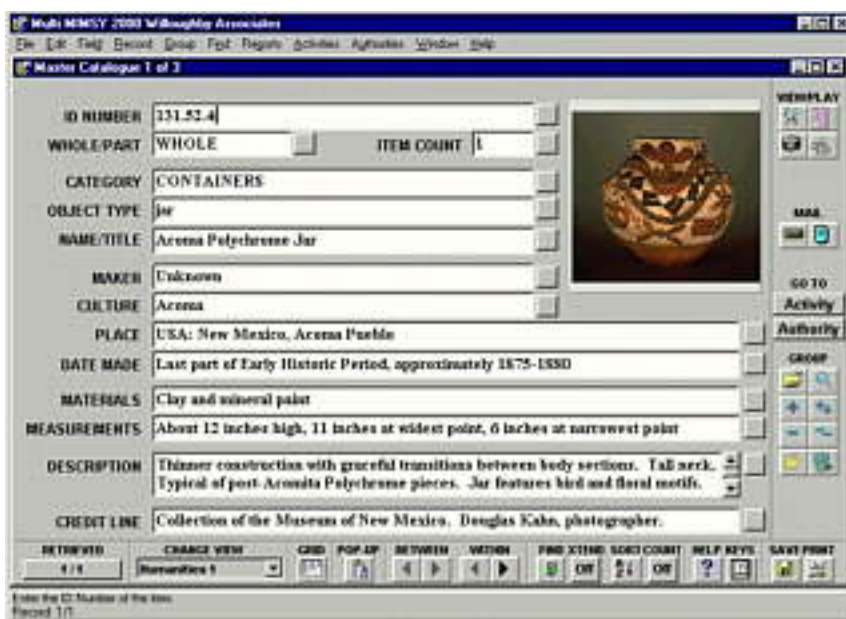 Multi MIMSY 2000 Willoughby Associates
File Edit Field Record Group Find Reports Activities Authorities Window Help
Master Catalogue 1 of 3
VIEW/PLAY
ID NUMBER 131.52.4
WHOLE/PART WHOLE ITEM COUNT 1
CATEGORY CONTAINERS
OBJECT TYPE jar
MAIL
NAME/TITLE Acoma Polychrome Jar
MAKER Unknown
GO TO
CULTURE Acoma
Activity
PLACE USA: New Mexico, Acoma Pueblo
Authority
DATE MADE Last part of Early Historic Period, approximately 1875-1880
GROUP
MATERIALS Clay and mineral paint
MEASUREMENTS About 12 inches high, 11 inches at widest point, 6 inches at narrowest point
DESCRIPTION Thinner construction with graceful transitions between body sections. Tall neck.
Typical of post-Acomita Polychrome pieces. Jar features bird and floral motifs.
CREDIT LINE Collection of the Museum of New Mexico. Douglas Kahn, photographer.
RETRIEVED CHANGE VIEW GRID POP-UP BETWEEN WITHIN FIND XTEND SORT COUNT HELP KEYS SAVE PRINT
1 / 1 Humanities 1 Off Off
Enter the ID Number of the item.
Record: 1/1